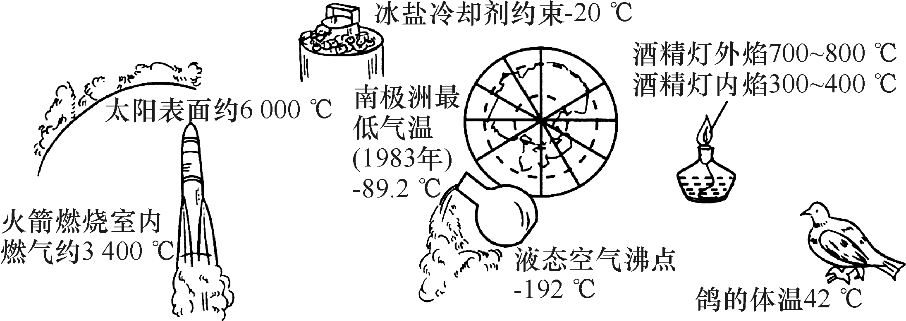 冰盐冷却剂约束-20 ℃
太阳表面约6 000 ℃
南极洲最
低气温
(1983年)
-89.2 ℃
酒精灯外焰700~800 ℃
酒精灯内焰300~400 ℃
火箭燃烧室内
燃气约3 400 ℃
液态空气沸点
-192 ℃
鸽的体温42 ℃